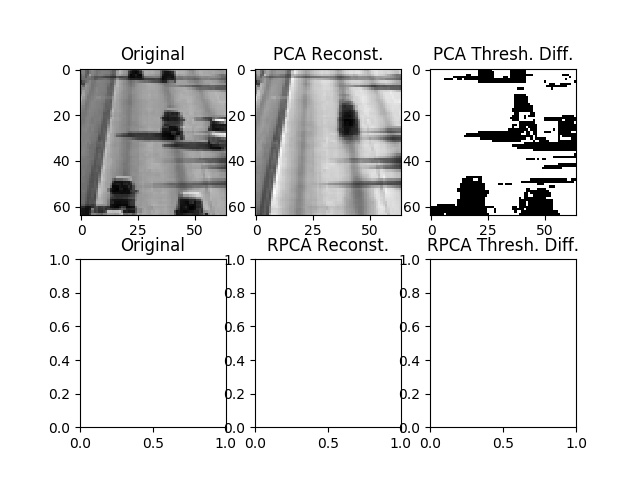 Original PCA Reconst. PCA Thresh. Diff.
0 0 0
20 20 20
40 40 40
60 60 60
0 25 50 0 25 50 0 25 50
Original RPCA Reconst. RPCA Thresh. Diff.
1.0 1.0 1.0
0.8 0.8 0.8
0.6 0.6 0.6
0.4 0.4 0.4
0.2 0.2 0.2
0.0 0.0 0.0
0.0 0.5 1.0 0.0 0.5 1.0 0.0 0.5 1.0